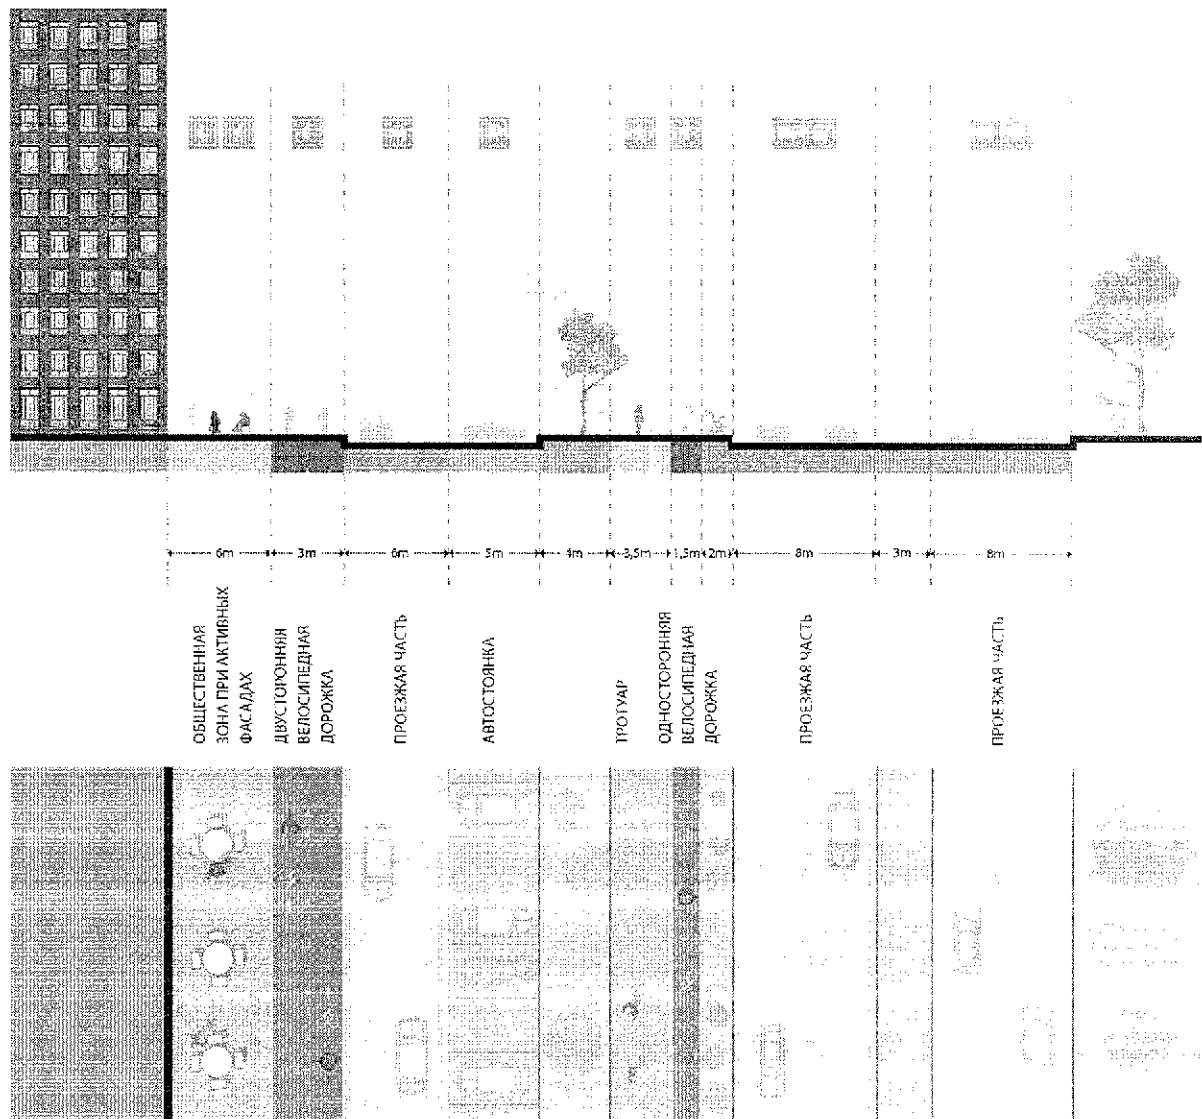 6m 3m 6m 5m 4m 3,5m 1,5m 2m 8m 3m 8m
ОБЩЕСТВЕННАЯ
ЗОНА ПРИ АКТИВНЫХ
ФАСАДАХ
ДВУСТОРОННЯЯ
ВЕЛОСИПЕДНАЯ
ДОРОЖКА
ПРОЕЗЖАЯ ЧАСТЬ
АВТОСТОЯНКА
ТРОТУАР
ОДНОСТОРОННЯЯ
ВЕЛОСИПЕДНАЯ
ДОРОЖКА
ПРОЕЗЖАЯ ЧАСТЬ
ПРОЕЗЖАЯ ЧАСТЬ